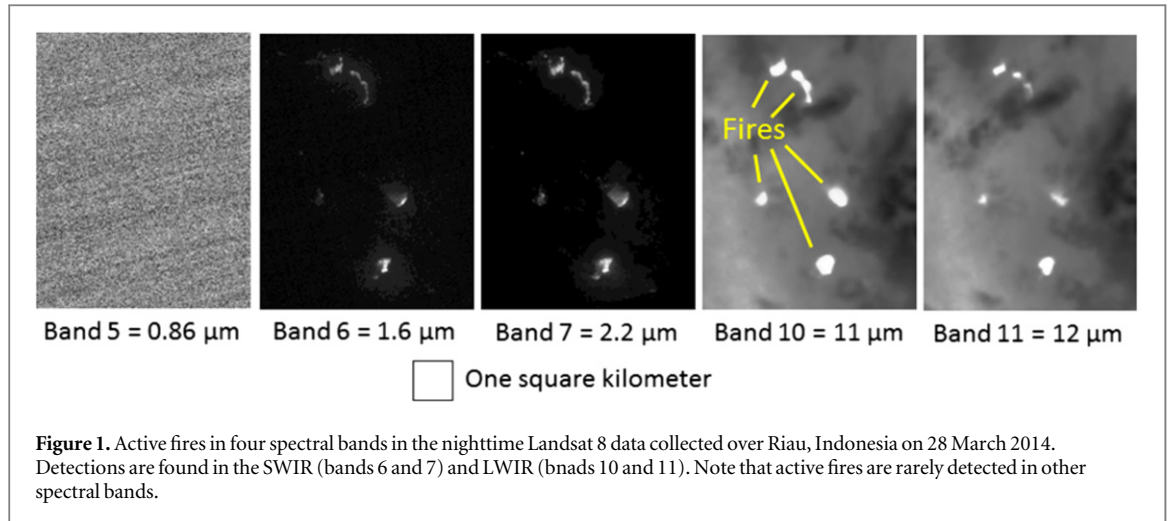 Fires
Band 5 = 0.86 µm
Band 6 = 1.6 µm
Band 7 = 2.2 µm
Band 10 = 11 µm
Band 11 = 12 µm
One square kilometer
Figure 1. Active fires in four spectral bands in the nighttime Landsat 8 data collected over Riau, Indonesia on 28 March 2014.
Detections are found in the SWIR (bands 6 and 7) and LWIR (bnads 10 and 11). Note that active fires are rarely detected in other
spectral bands.